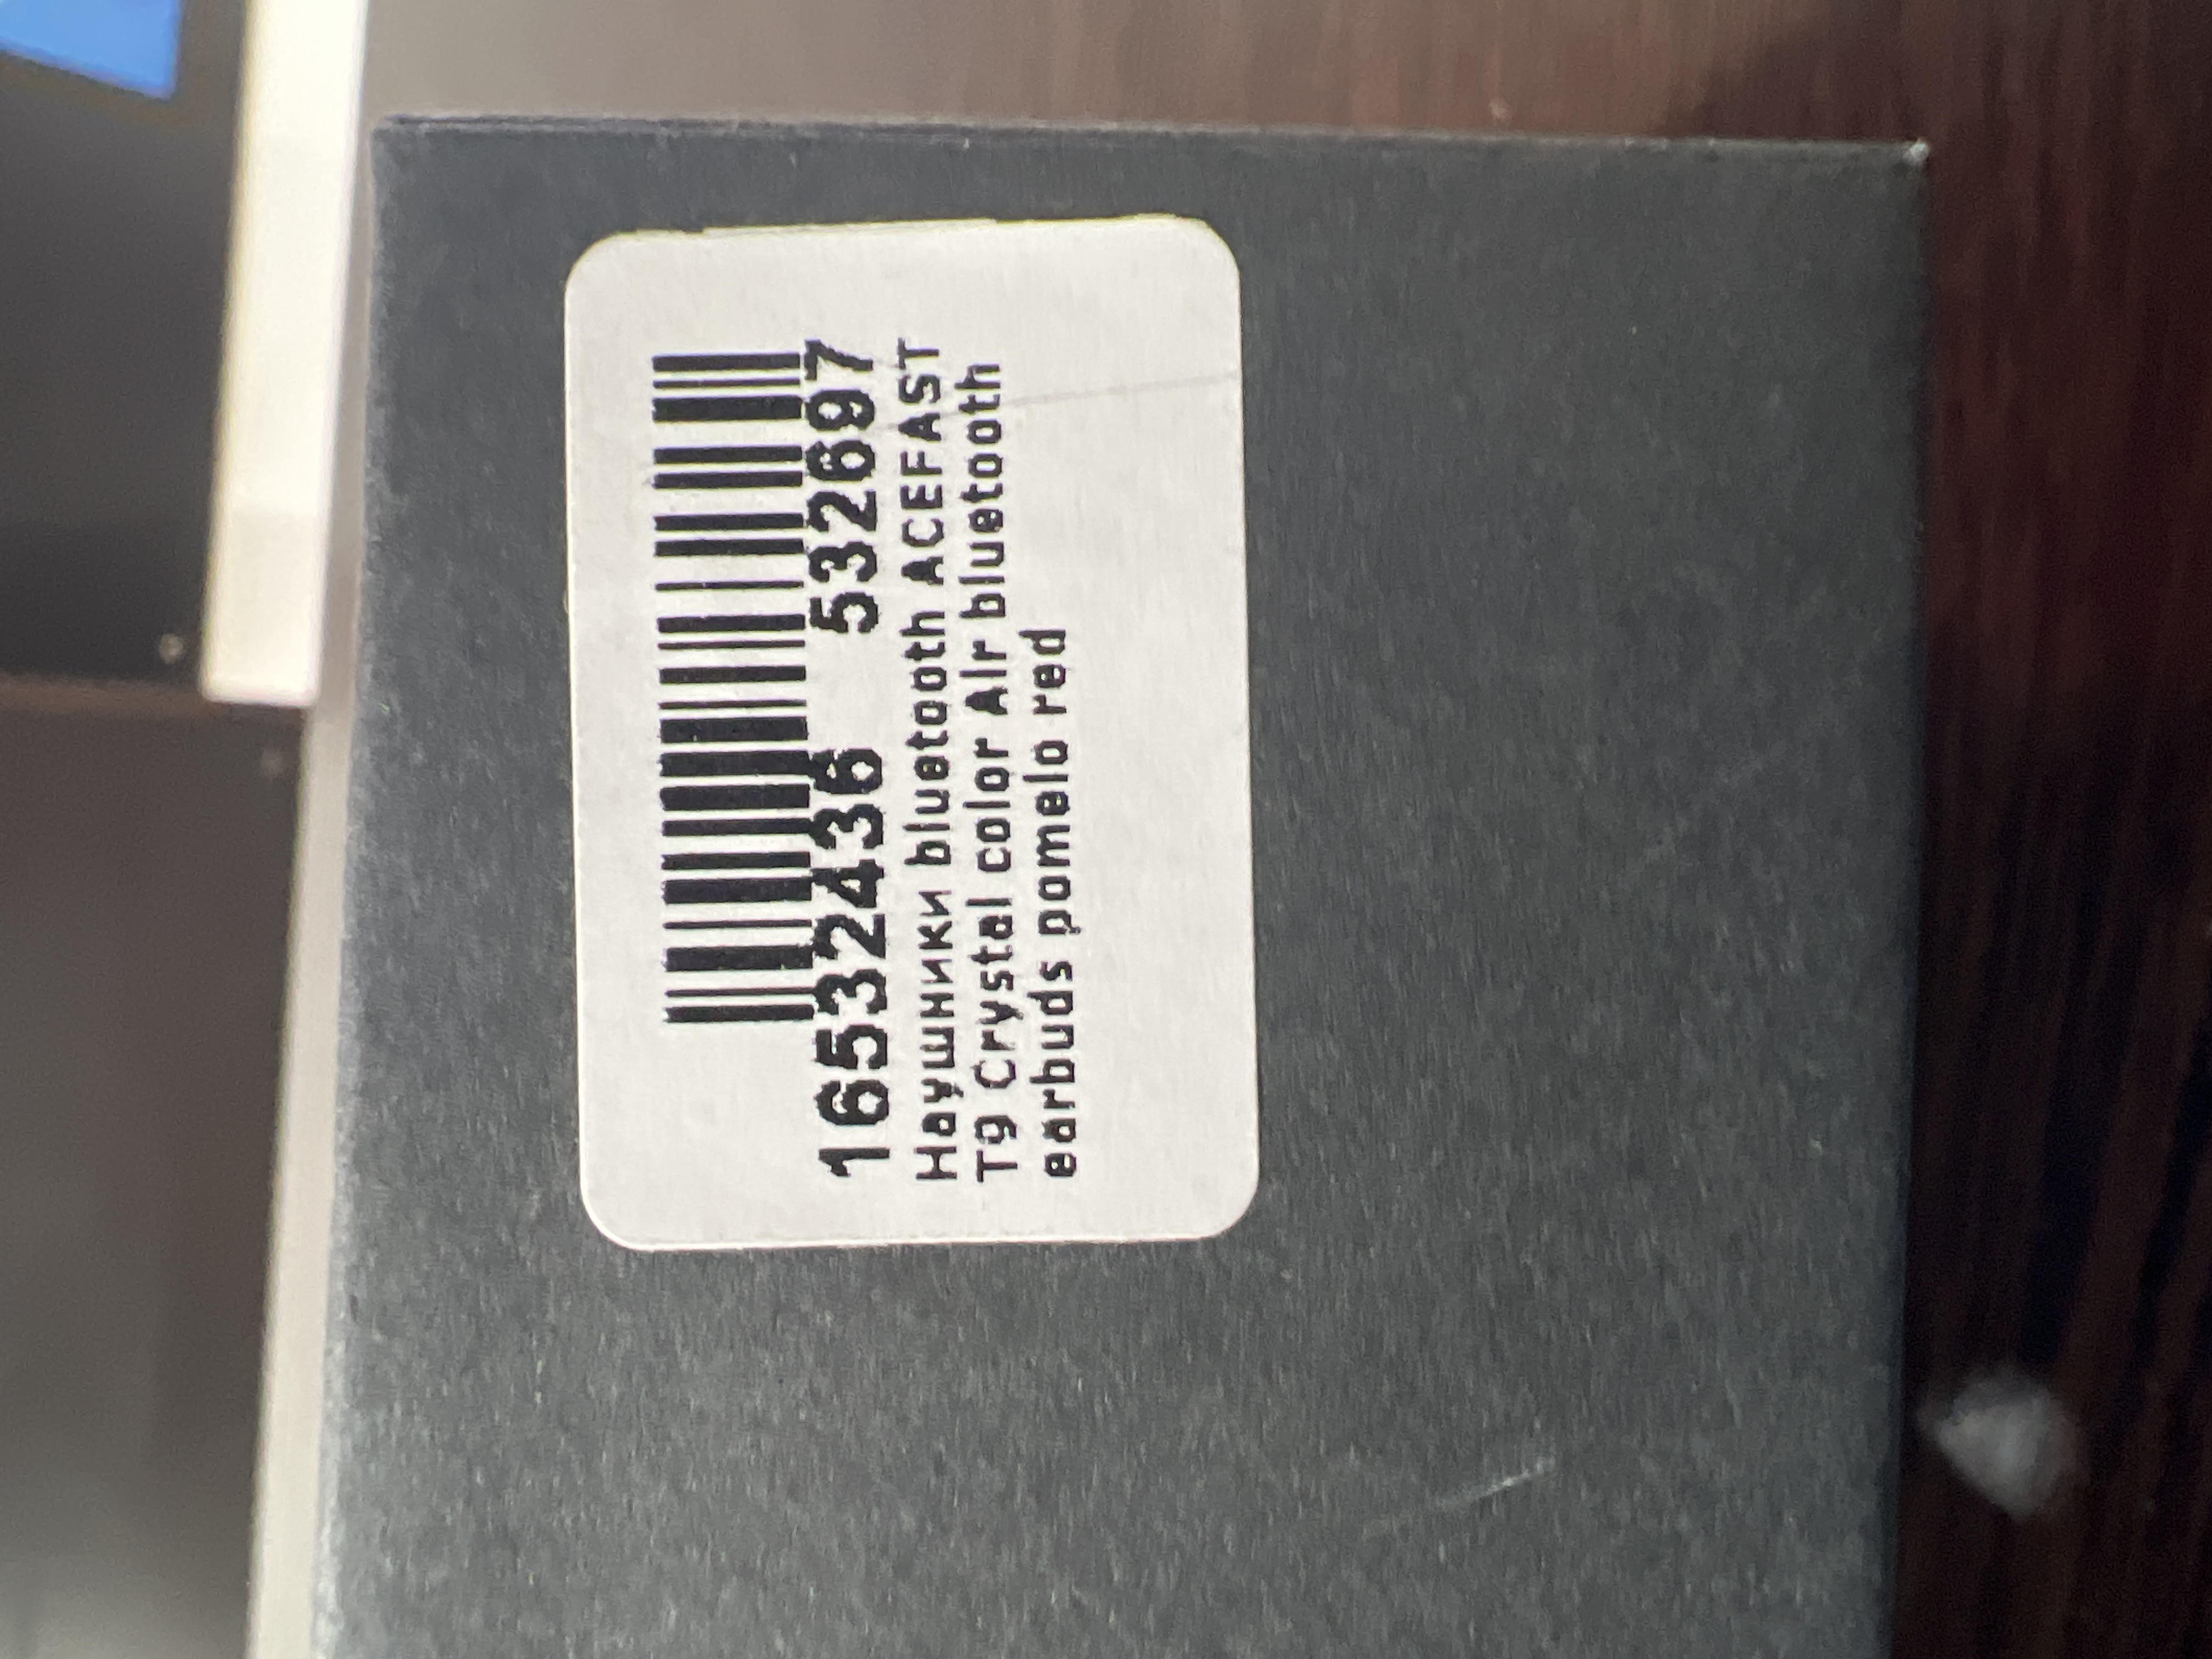 16532436 532697
Наушники bluetooth ACEFAST
T9 Crystal color Air bluetooth
earbuds pomelo red